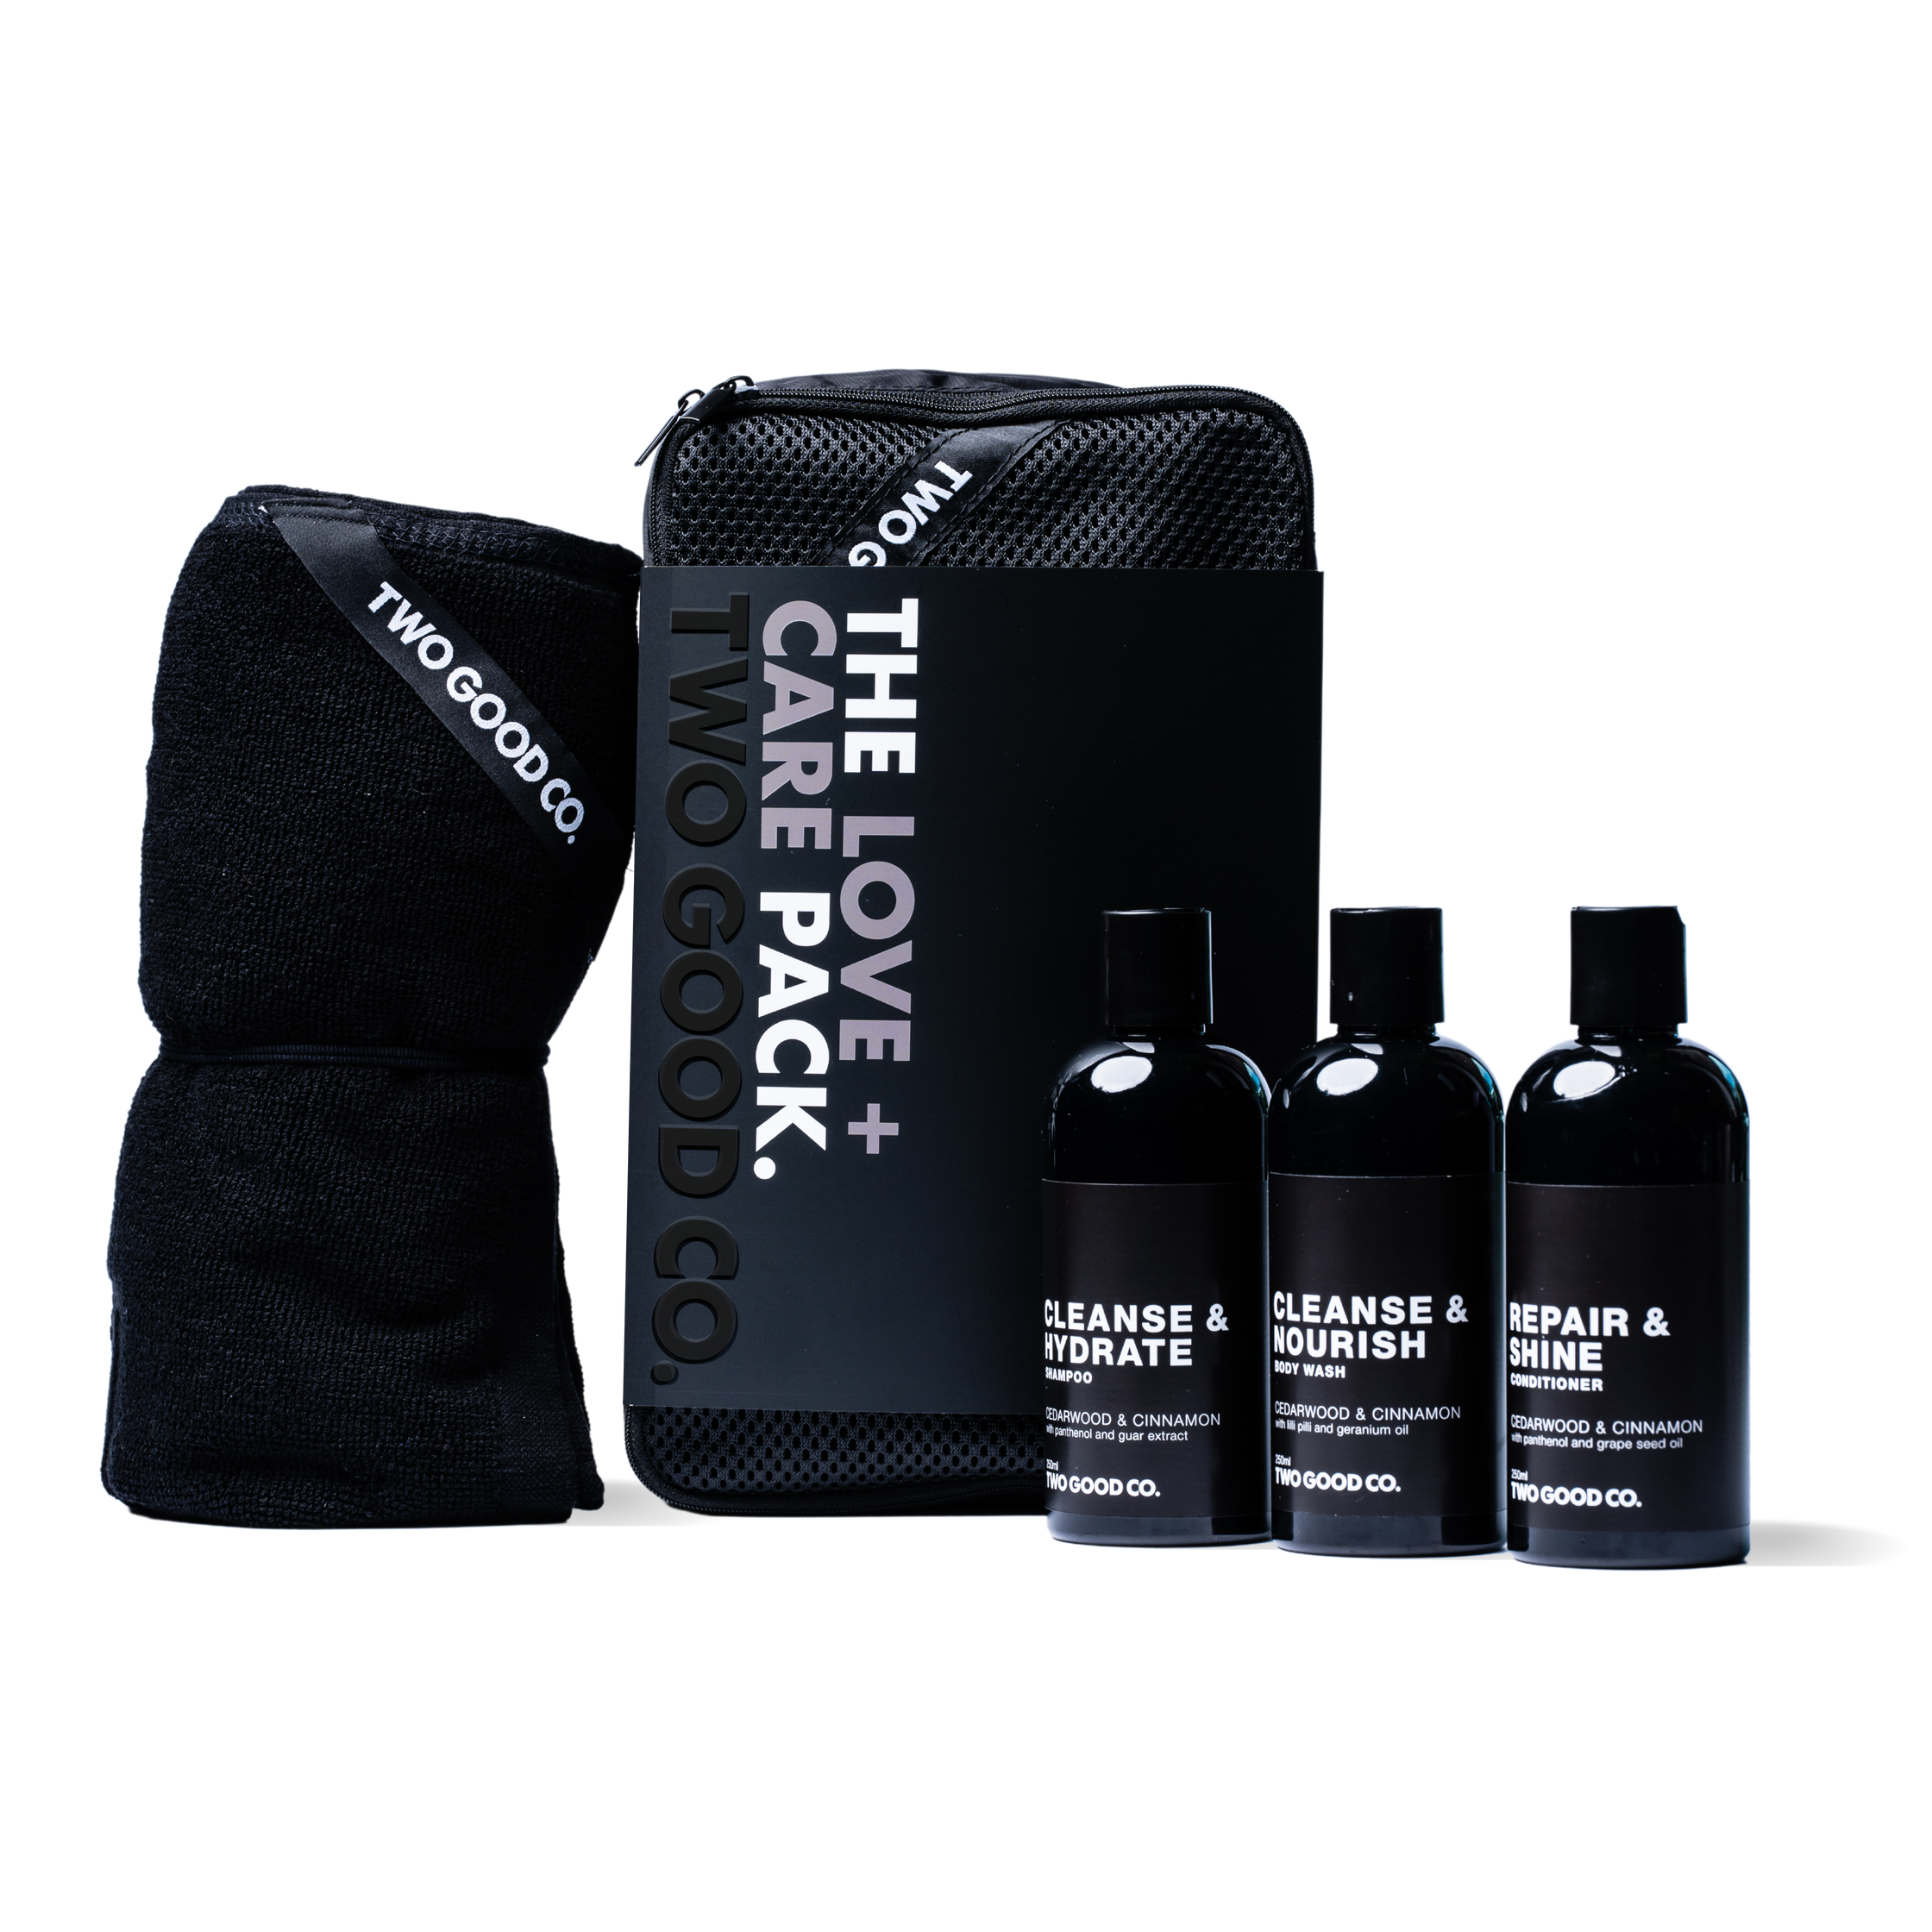 TWO GOOD CO.
TWO G
THE LOVE +
CARE PACK.
TWO GOOD CO.
CLEANSE &
HYDRATE
SHAMPOO
CEDARWOOD & CINNAMON
with panthenol and guar extract
250ml
TWO GOOD CO.
CLEANSE &
NOURISH
BODY WASH
CEDARWOOD & CINNAMON
with lilli pilli and geranium oil
250ml
TWO GOOD CO.
REPAIR &
SHINE
CONDITIONER
CEDARWOOD & CINNAMON
with panthenol and grape seed oil
250ml
TWO GOOD CO.